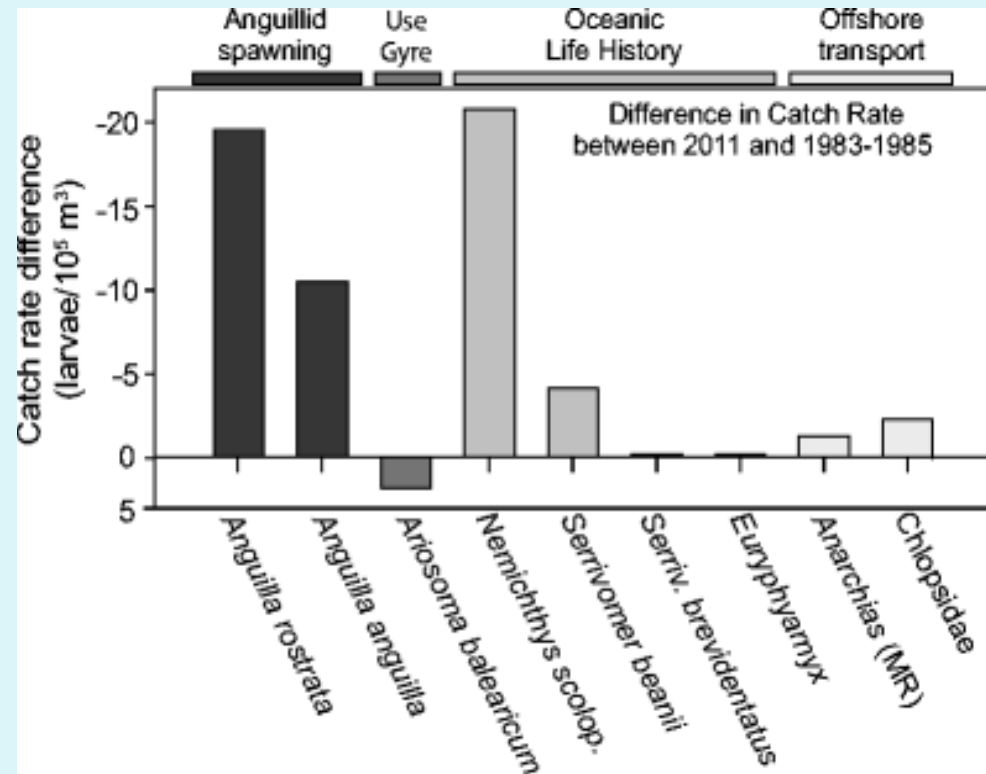 Anguillid
spawning
Use
Gyre
Oceanic
Life History
Offshore
transport
Difference in Catch Rate
between 2011 and 1983-1985
Catch rate difference
(larvae/10⁵ m³)
-20
-15
-10
-5
0
5
Anguilla rostrata
Anguilla anguilla
Ariosoma balearicum
Nemichthys scolop.
Serrivomer beanii
Serriv. brevidentatus
Euryphyarnyx
Anarchias (MR)
Chlopsidae